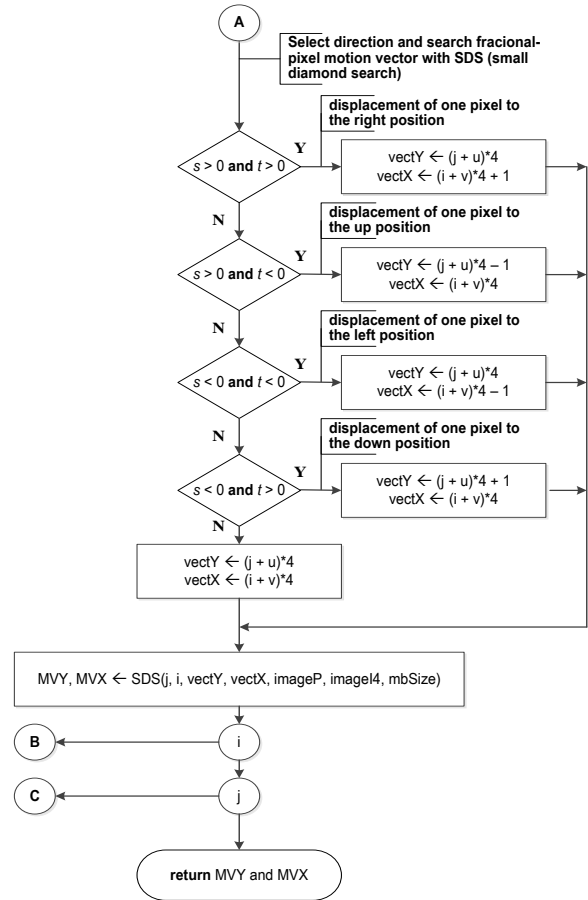 A
Select direction and search fracional-
pixel motion vector with SDS (small
diamond search)
displacement of one pixel to
the right position
s > 0 and t > 0
Y
vectY ← (j + u)*4
vectX ← (i + v)*4 + 1
N
displacement of one pixel to
the up position
s > 0 and t < 0
Y
vectY ← (j + u)*4 – 1
vectX ← (i + v)*4
N
displacement of one pixel to
the left position
s < 0 and t < 0
Y
vectY ← (j + u)*4
vectX ← (i + v)*4 – 1
N
displacement of one pixel to
the down position
s < 0 and t > 0
Y
vectY ← (j + u)*4 + 1
vectX ← (i + v)*4
N
vectY ← (j + u)*4
vectX ← (i + v)*4
MVY, MVX ← SDS(j, i, vectY, vectX, imageP, imageI4, mbSize)
B
i
C
j
return MVY and MVX